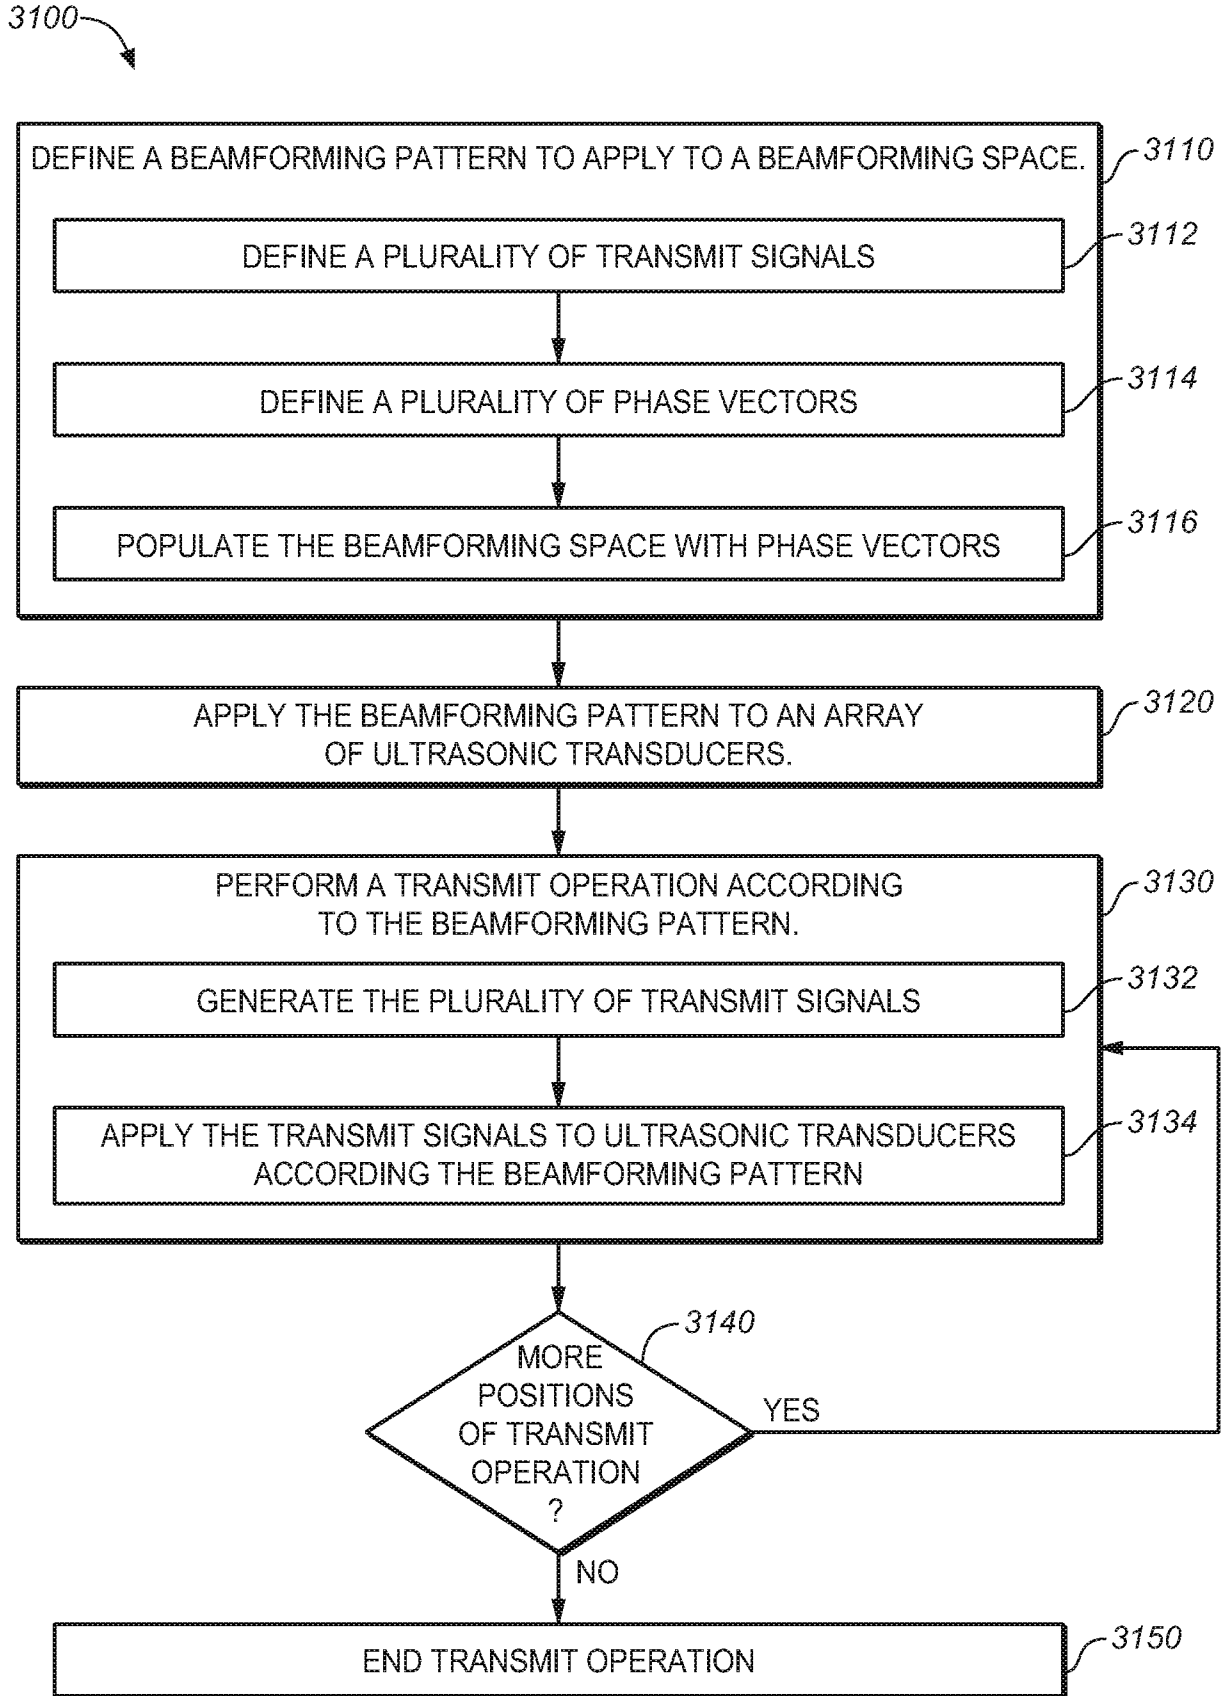 3100
DEFINE A BEAMFORMING PATTERN TO APPLY TO A BEAMFORMING SPACE.
3110
DEFINE A PLURALITY OF TRANSMIT SIGNALS
3112
DEFINE A PLURALITY OF PHASE VECTORS
3114
POPULATE THE BEAMFORMING SPACE WITH PHASE VECTORS
3116
APPLY THE BEAMFORMING PATTERN TO AN ARRAY
OF ULTRASONIC TRANSDUCERS.
3120
PERFORM A TRANSMIT OPERATION ACCORDING
TO THE BEAMFORMING PATTERN.
3130
GENERATE THE PLURALITY OF TRANSMIT SIGNALS
3132
APPLY THE TRANSMIT SIGNALS TO ULTRASONIC TRANSDUCERS
ACCORDING THE BEAMFORMING PATTERN
3134
MORE
POSITIONS
OF TRANSMIT
OPERATION
?
3140
YES
NO
END TRANSMIT OPERATION
3150